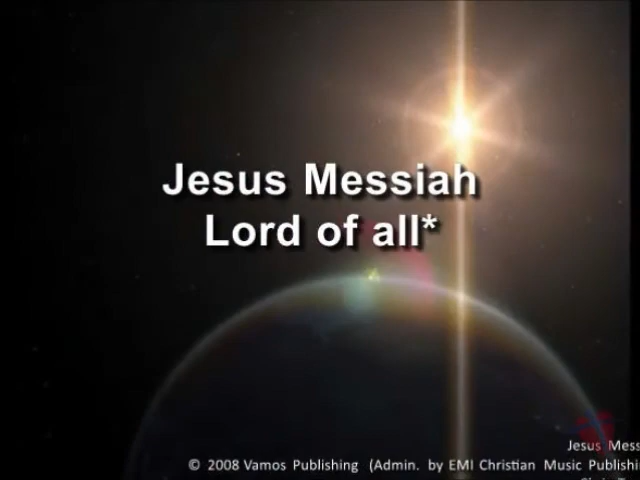 Jesus Messiah
Lord of all*
Jesus Mess
© 2008 Vamos Publishing (Admin. by EMI Christian Music Publishi